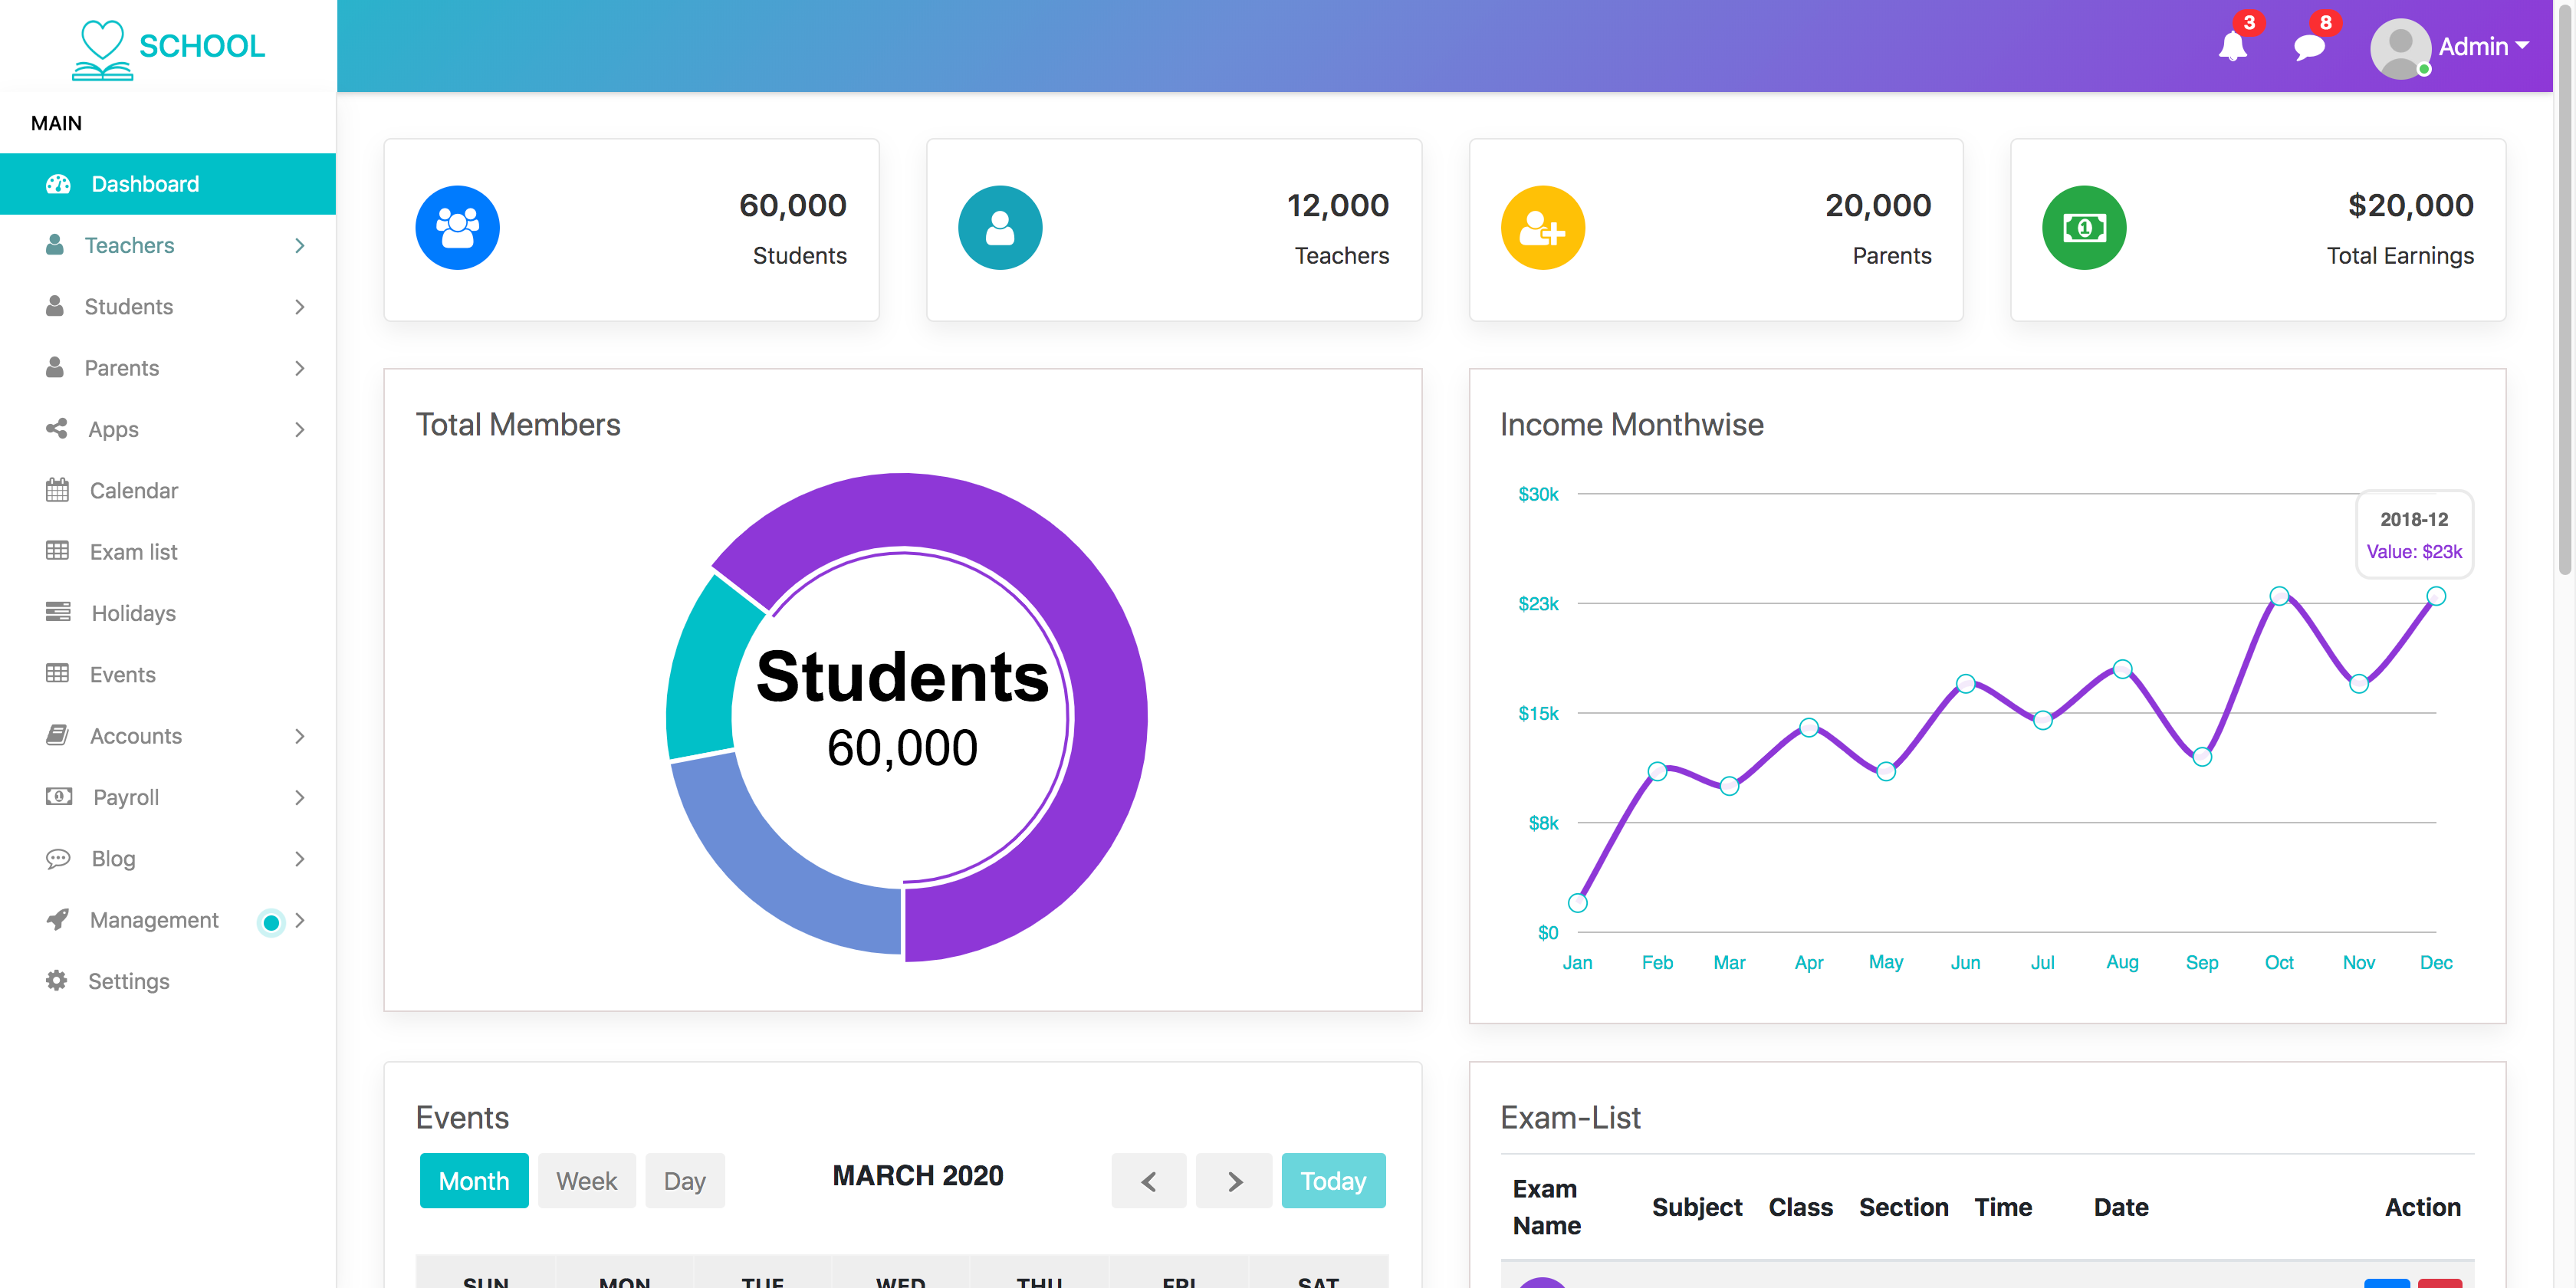 SCHOOL
3
8
Admin
MAIN
Dashboard
Teachers
Students
Parents
Apps
Calendar
Exam list
Holidays
Events
Accounts
Payroll
Blog
Management
Settings
60,000
Students
12,000
Teachers
20,000
Parents
$20,000
Total Earnings
Total Members
Students
60,000
Income Monthwise
$30k
$23k
$15k
$8k
$0
2018-12
Value: $23k
Jan Feb Mar Apr May Jun Jul Aug Sep Oct Nov Dec
Events
Month Week Day
MARCH 2020
Today
SUN MON TUE WED THU FRI SAT
Exam-List
Exam Name Subject Class Section Time Date Action